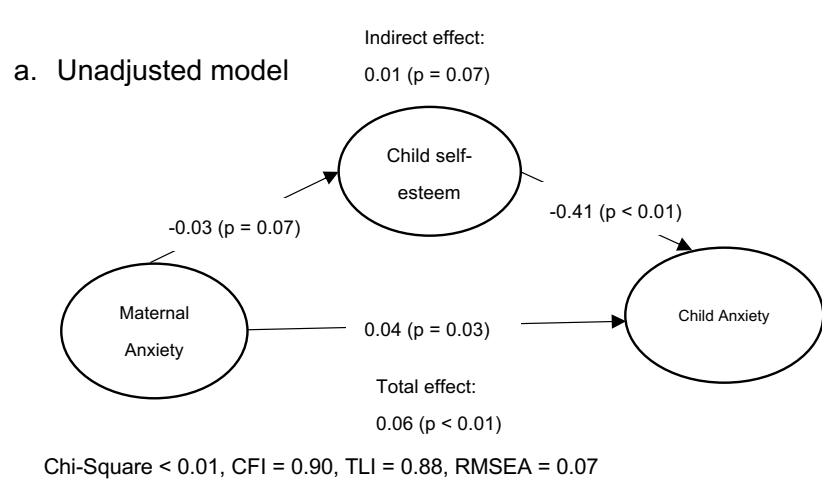 Indirect effect:
a. Unadjusted model
0.01 (p = 0.07)
Child self-
esteem
-0.03 (p = 0.07)
-0.41 (p < 0.01)
Maternal
Anxiety
0.04 (p = 0.03)
Child Anxiety
Total effect:
0.06 (p < 0.01)
Chi-Square < 0.01, CFI = 0.90, TLI = 0.88, RMSEA = 0.07